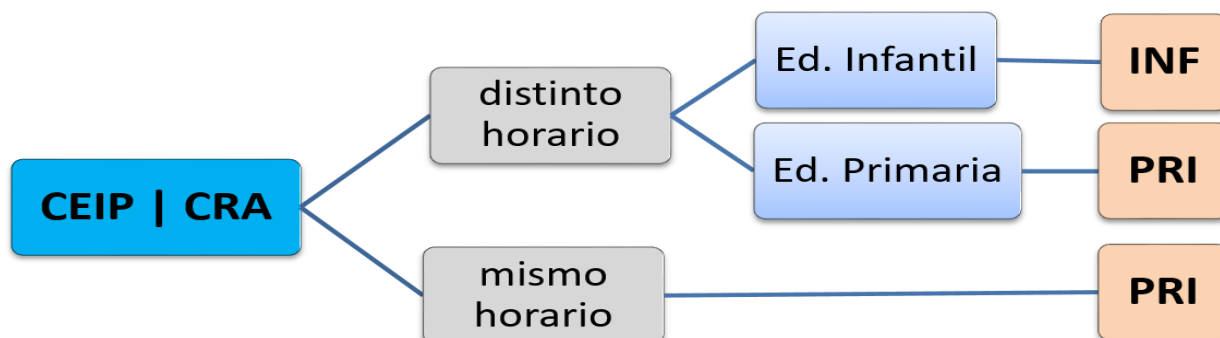 CEIP | CRA
distinto
horario
Ed. Infantil
INF
Ed. Primaria
PRI
mismo
horario
PRI